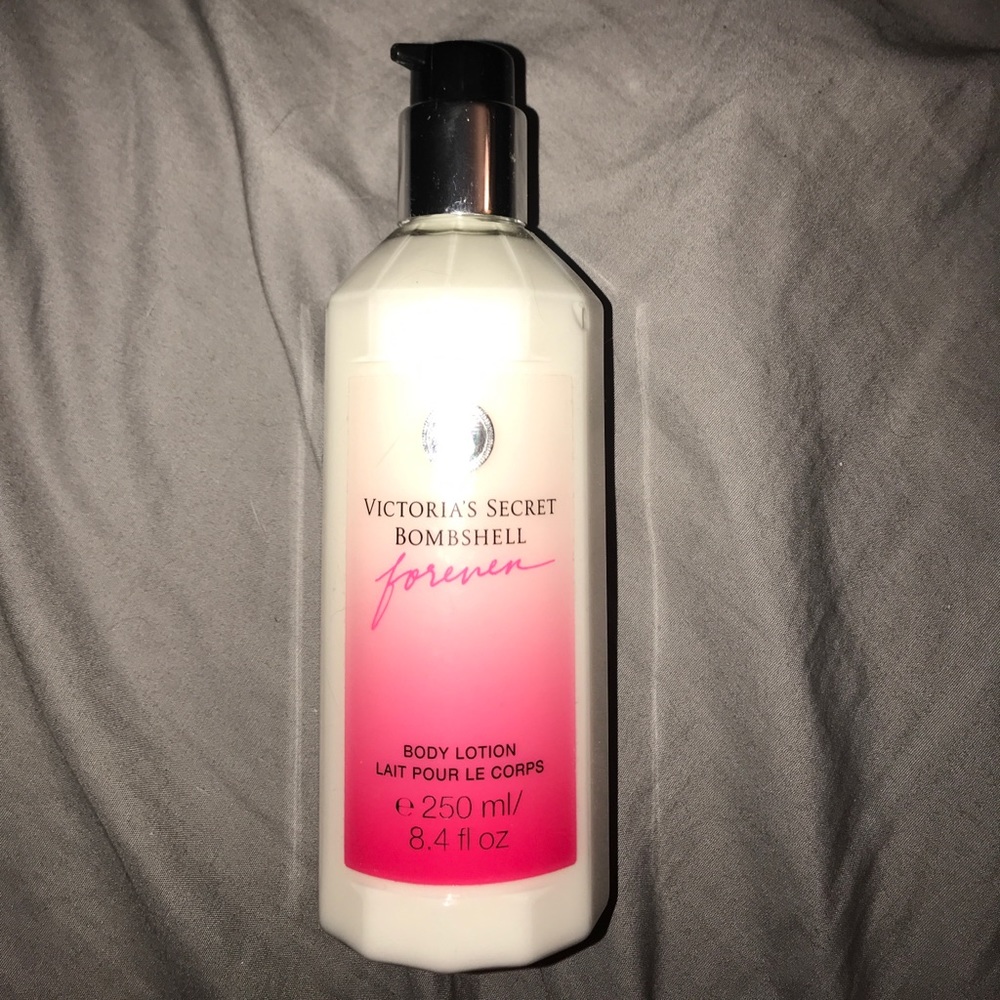 VICTORIA'S SECRET
BOMBSHELL
forever
BODY LOTION
LAIT POUR LE CORPS
℮ 250 ml/
8.4 fl oz